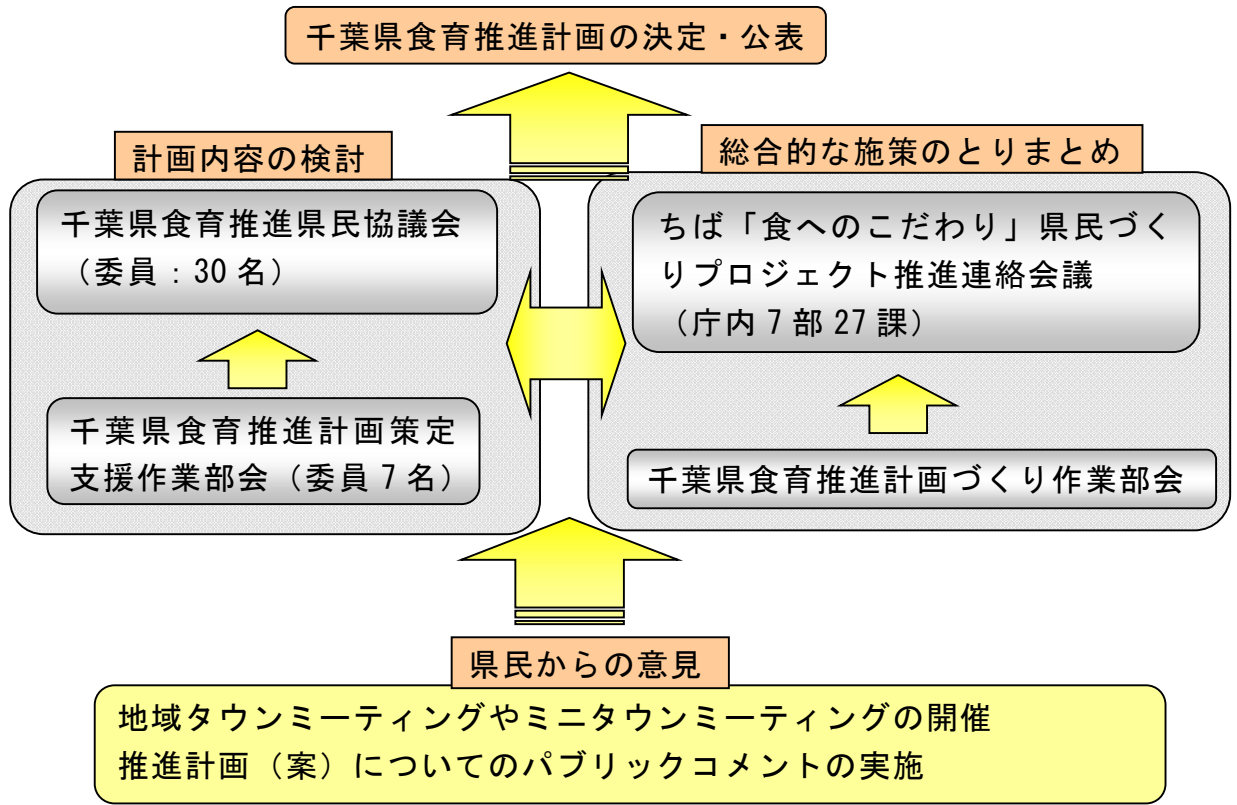 千葉県食育推進計画の決定・公表
計画内容の検討
千葉県食育推進県民協議会
（委員：30名）
千葉県食育推進計画策定
支援作業部会（委員7名）
総合的な施策のとりまとめ
ちば「食へのこだわり」県民づく
りプロジェクト推進連絡会議
（庁内7部27課）
千葉県食育推進計画づくり作業部会
県民からの意見
地域タウンミーティングやミニタウンミーティングの開催
推進計画（案）についてのパブリックコメントの実施